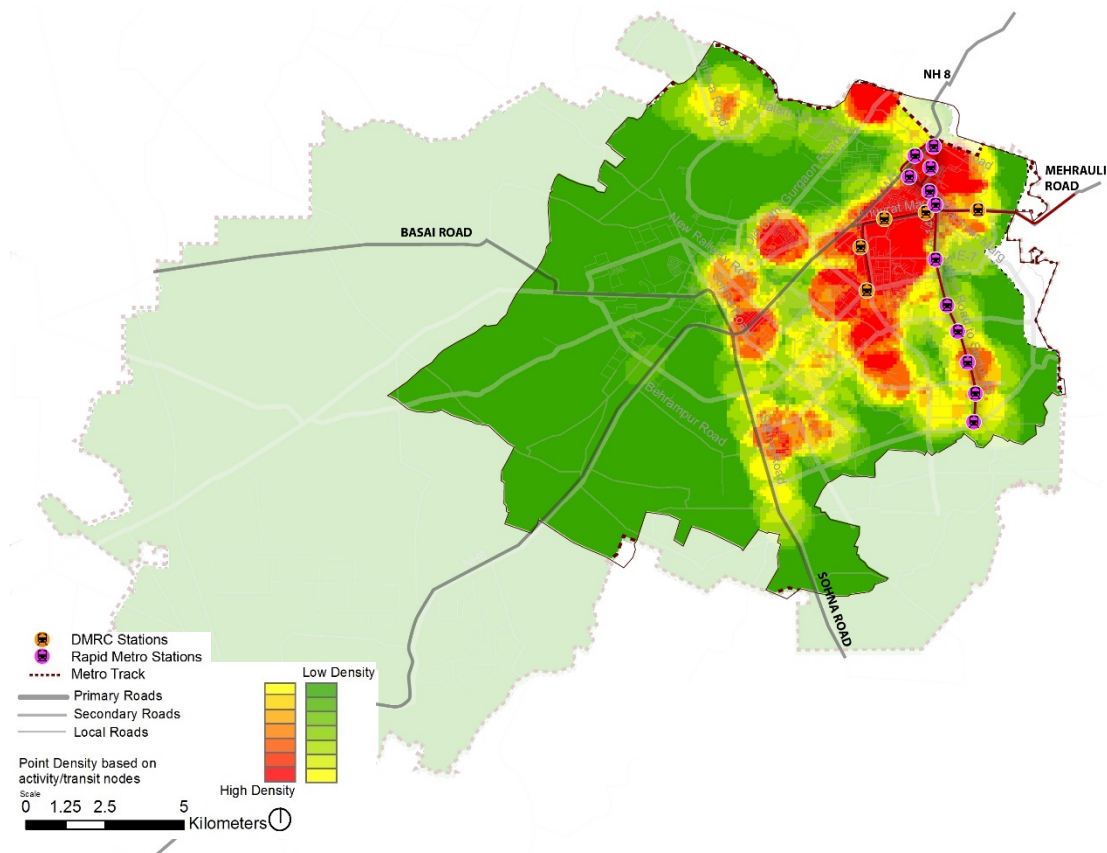 NH 8
MEHRAULI
ROAD
BASAI ROAD
New Railway Road
Behrampur Road
SOHNA ROAD
DMRC Stations
Rapid Metro Stations
Metro Track
Primary Roads
Secondary Roads
Local Roads
Low Density
Point Density based on
activity/transit nodes
High Density
Scale
0 1.25 2.5 5
Kilometers